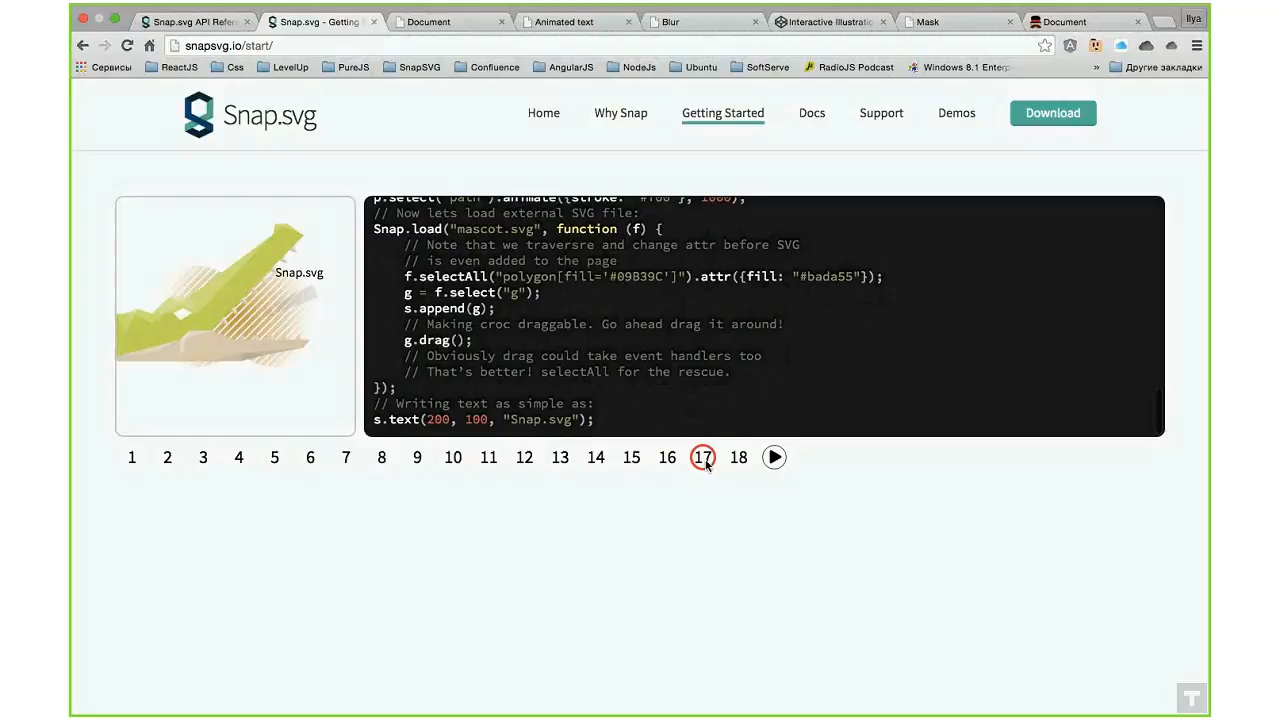 Snap.svg API Refer
Snap.svg - Getting
Document
Animated text
Blur
Interactive Illustratio
Mask
Document
Ilya
snapsvg.io/start/
Сервисы
ReactJS
Css
LevelUp
PureJS
SnapSVG
Confluence
AngularJS
NodeJs
Ubuntu
SoftServe
RadioJS Podcast
Windows 8.1 Enterp
»
Другие закладки
Snap.svg
Home
Why Snap
Getting Started
Docs
Support
Demos
Download
Snap.svg
p.select("path").animate({stroke: "#f00"}, 1000);
// Now lets load external SVG file:
Snap.load("mascot.svg", function (f) {
// Note that we traversre and change attr before SVG
// is even added to the page
f.selectAll("polygon[fill='#09B39C']").attr({fill: "#bada55"});
g = f.select("g");
s.append(g);
// Making croc draggable. Go ahead drag it around!
g.drag();
// Obviously drag could take event handlers too
// That’s better! selectAll for the rescue.
});
// Writing text as simple as:
s.text(200, 100, "Snap.svg");
1 2 3 4 5 6 7 8 9 10 11 12 13 14 15 16 17 18
T